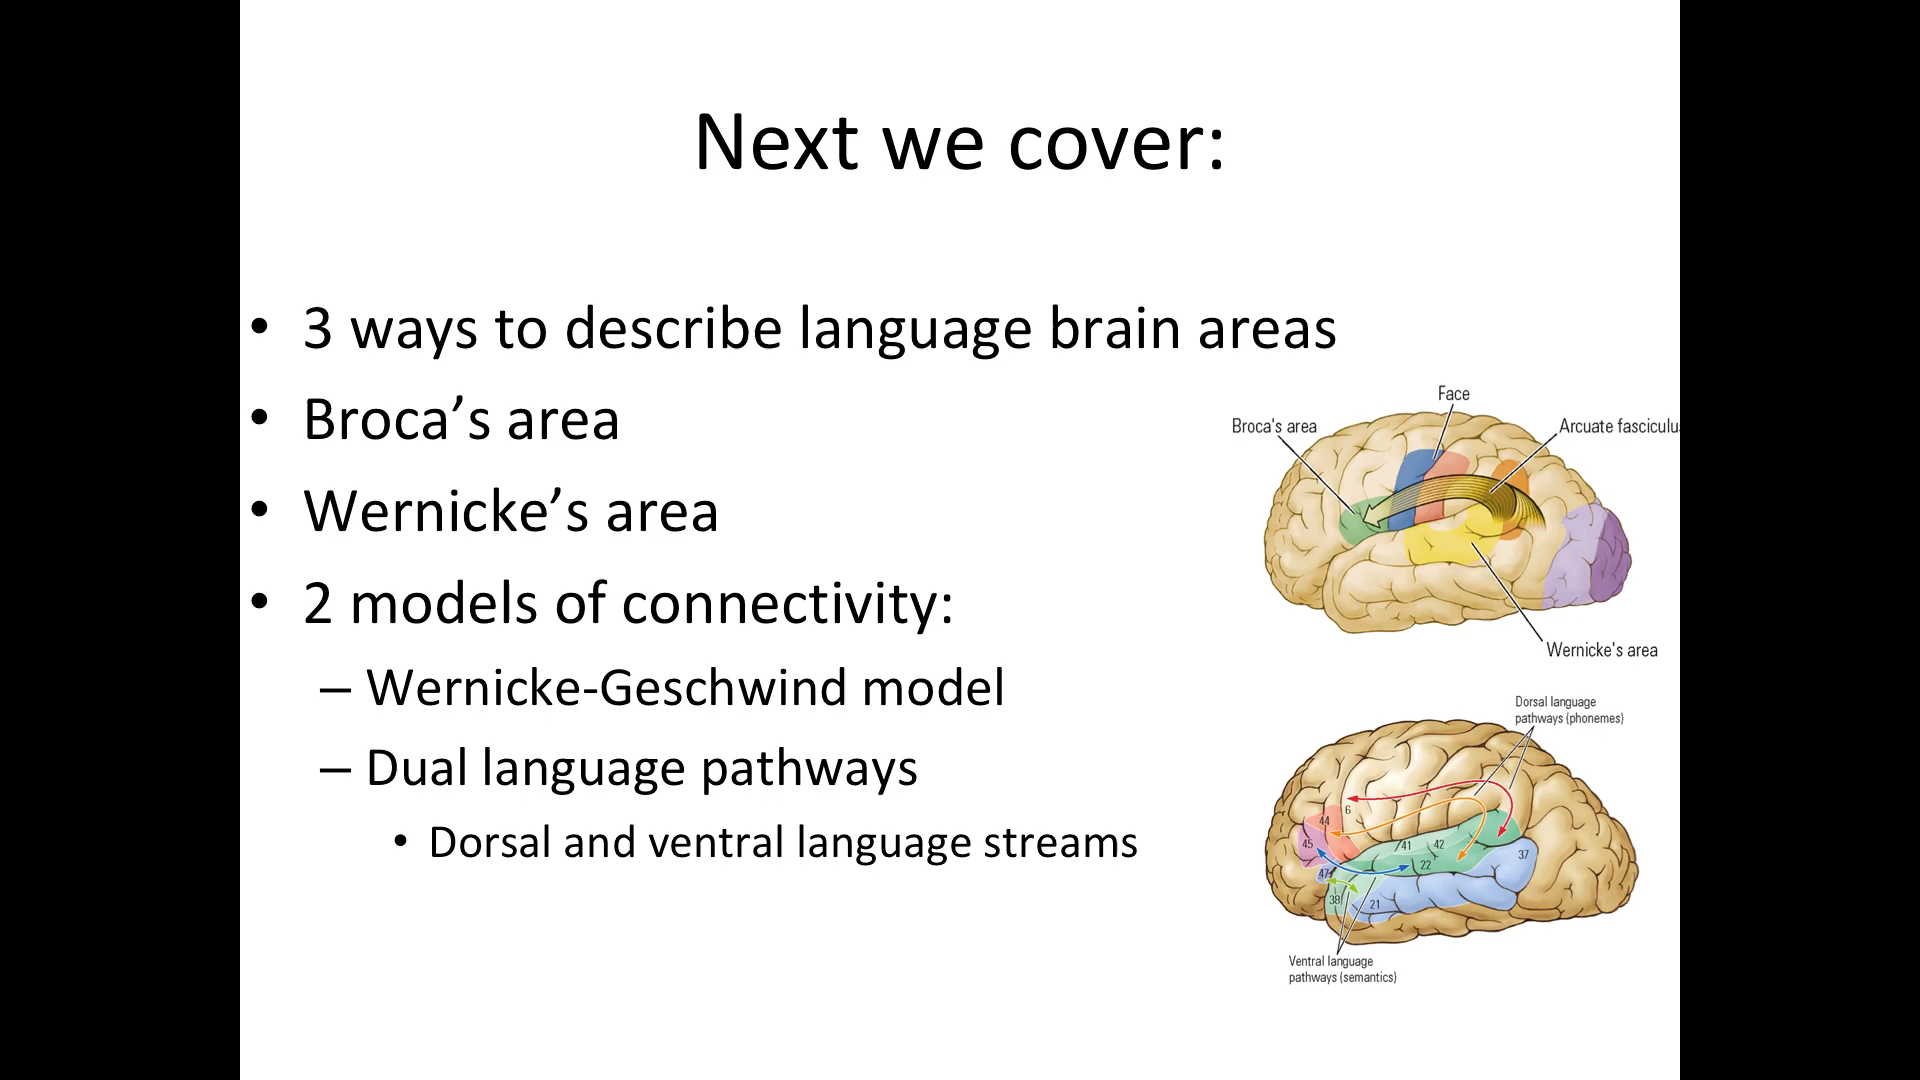 Next we cover:
• 3 ways to describe language brain areas
• Broca’s area
• Wernicke’s area
• 2 models of connectivity:
– Wernicke-Geschwind model
– Dual language pathways
• Dorsal and ventral language streams
Face
Broca's area
Arcuate fasciculu
Wernicke's area
Dorsal language
pathways (phonemes)
6
44
45
41
42
22
37
47
38
21
Ventral language
pathways (semantics)